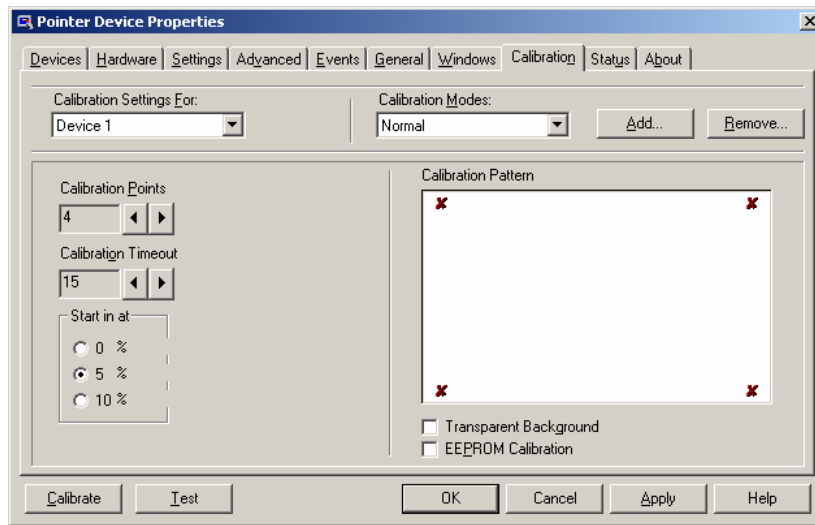 Pointer Device Properties
Devices Hardware Settings Advanced Events General Windows Calibration Status About
Calibration Settings For: Calibration Modes:
Device 1 Normal Add... Remove...
Calibration Points Calibration Pattern
4
Calibration Timeout
15
Start in at
0 %
5 %
10 %
Transparent Background
EEPROM Calibration
Calibrate Test OK Cancel Apply Help